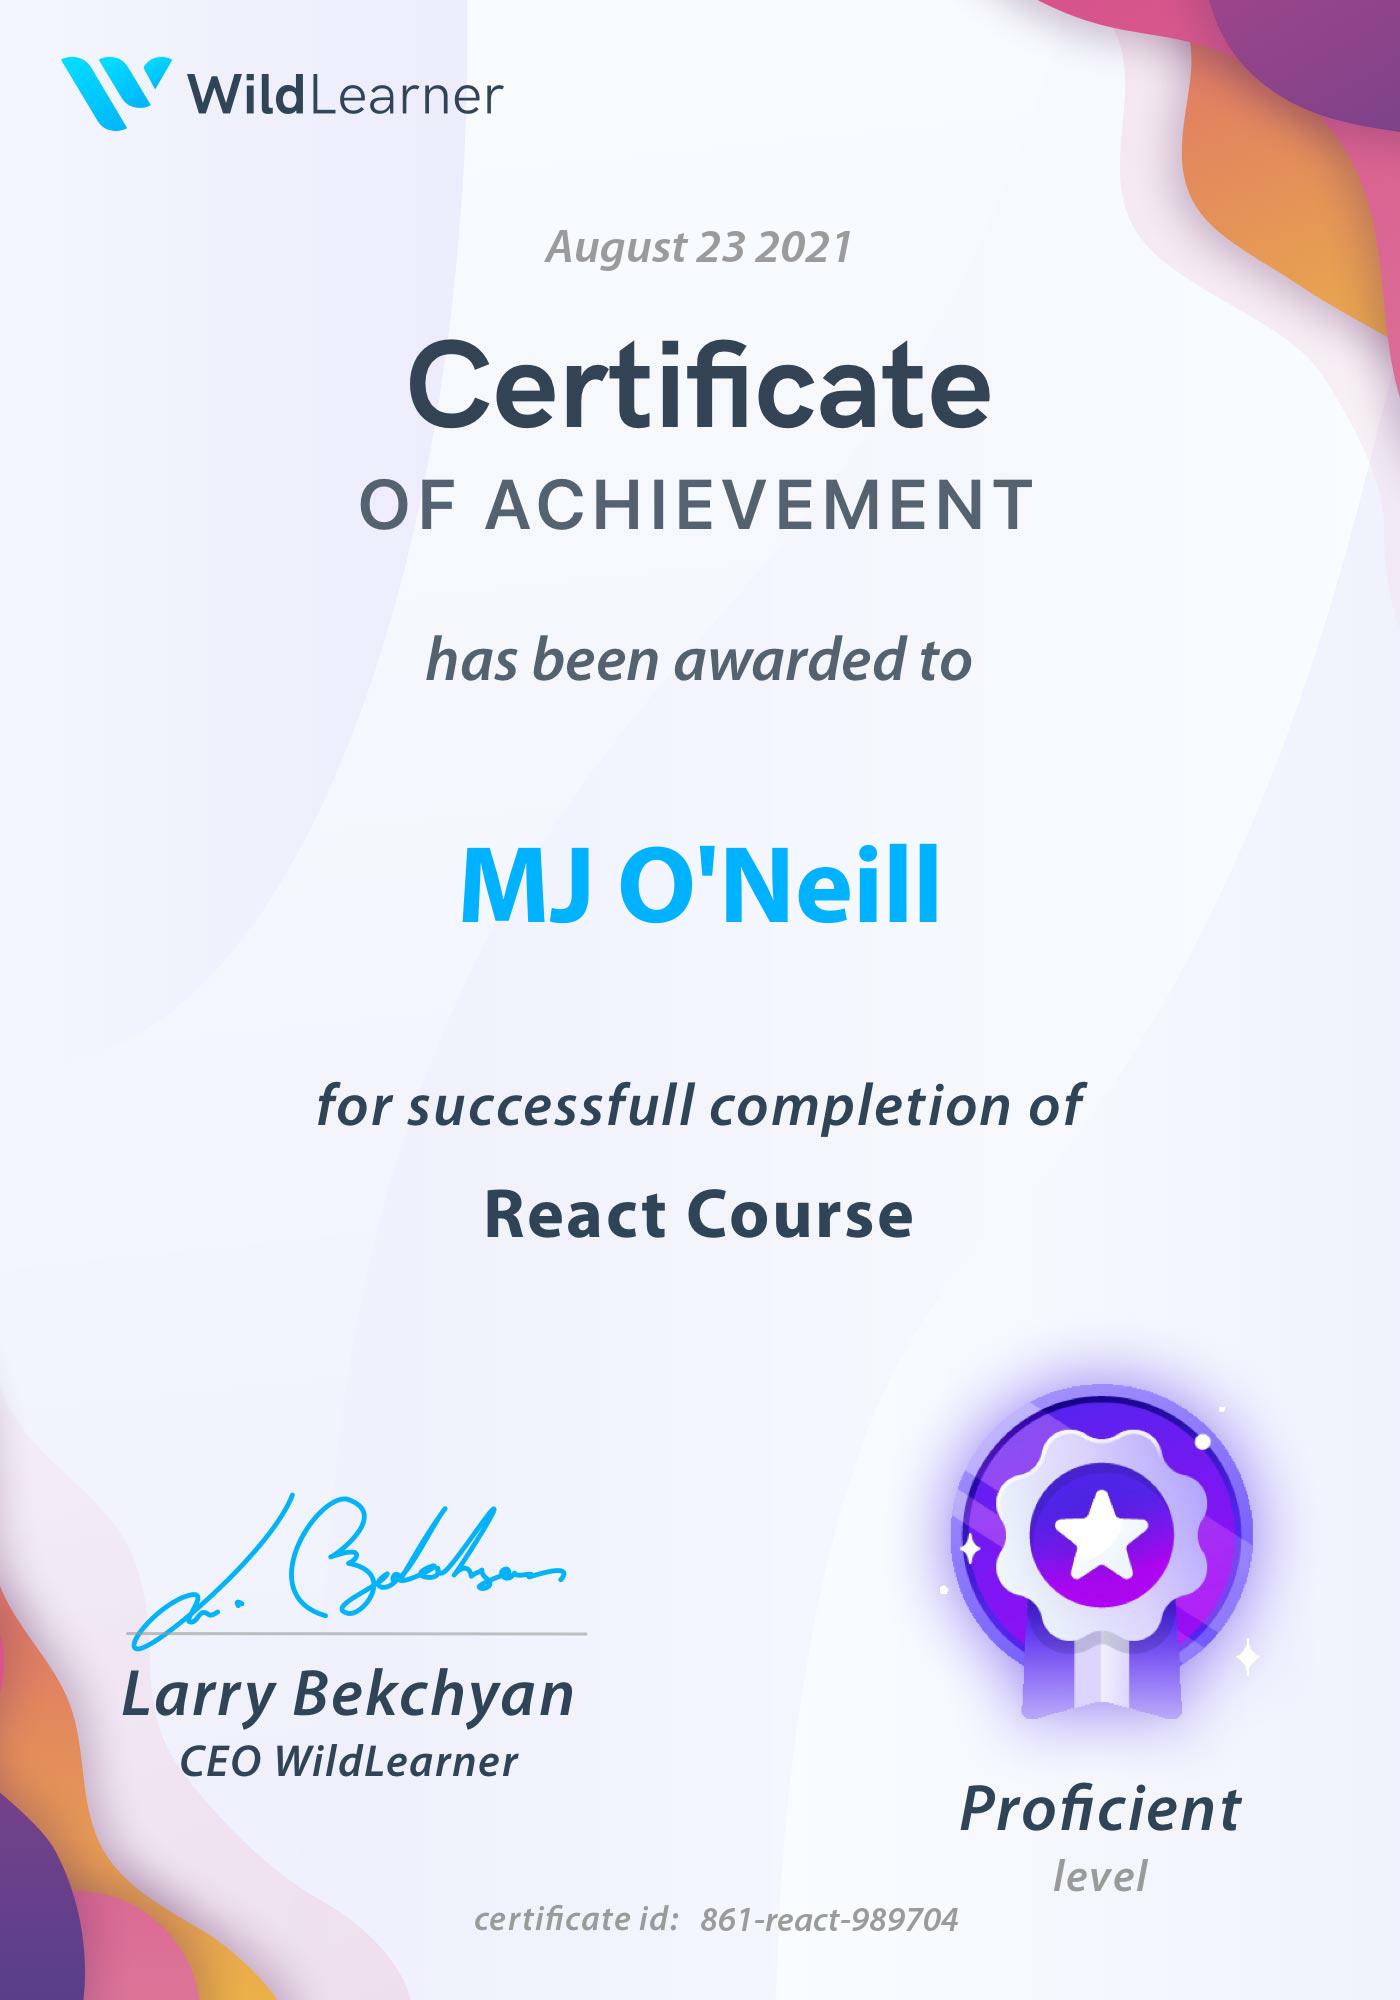 WildLearner
August 23 2021
Certificate
OF ACHIEVEMENT
has been awarded to
MJ O'Neill
for successfull completion of
React Course
Larry Bekchyan
CEO WildLearner
Proficient
level
certificate id: 861-react-989704